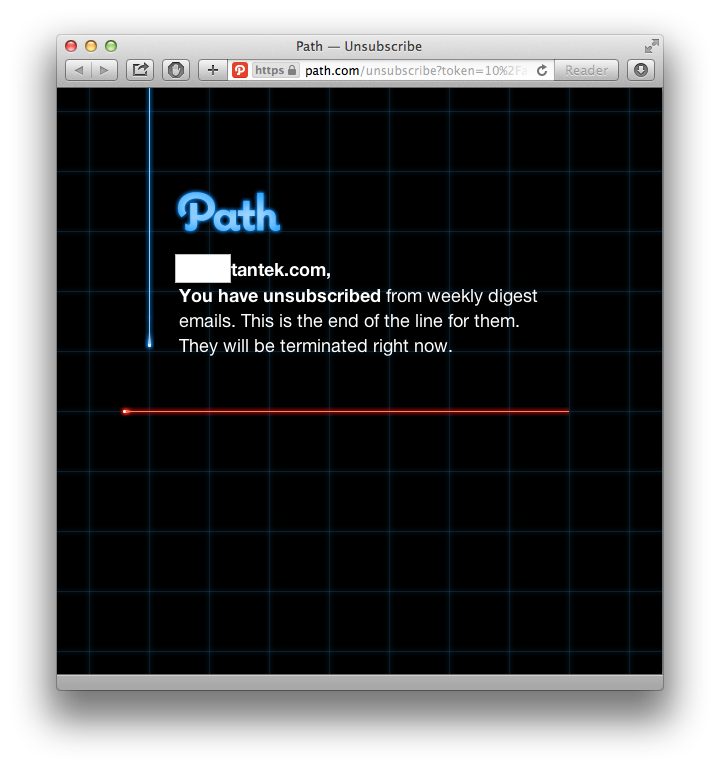 Path — Unsubscribe
https path.com/unsubscribe?token=10%2Fa Reader
Path
tantek.com,
You have unsubscribed from weekly digest
emails. This is the end of the line for them.
They will be terminated right now.